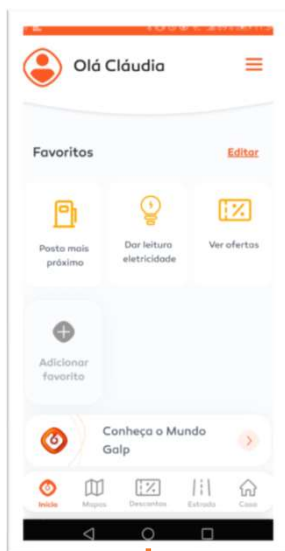 Olá Cláudia
Favoritos
Editar
Posto mais
próximo
Dar leitura
eletricidade
Ver ofertas
Adicionar
favorito
Conheça o Mundo
Galp
Início
Mapas
Descontos
Estrada
Casa